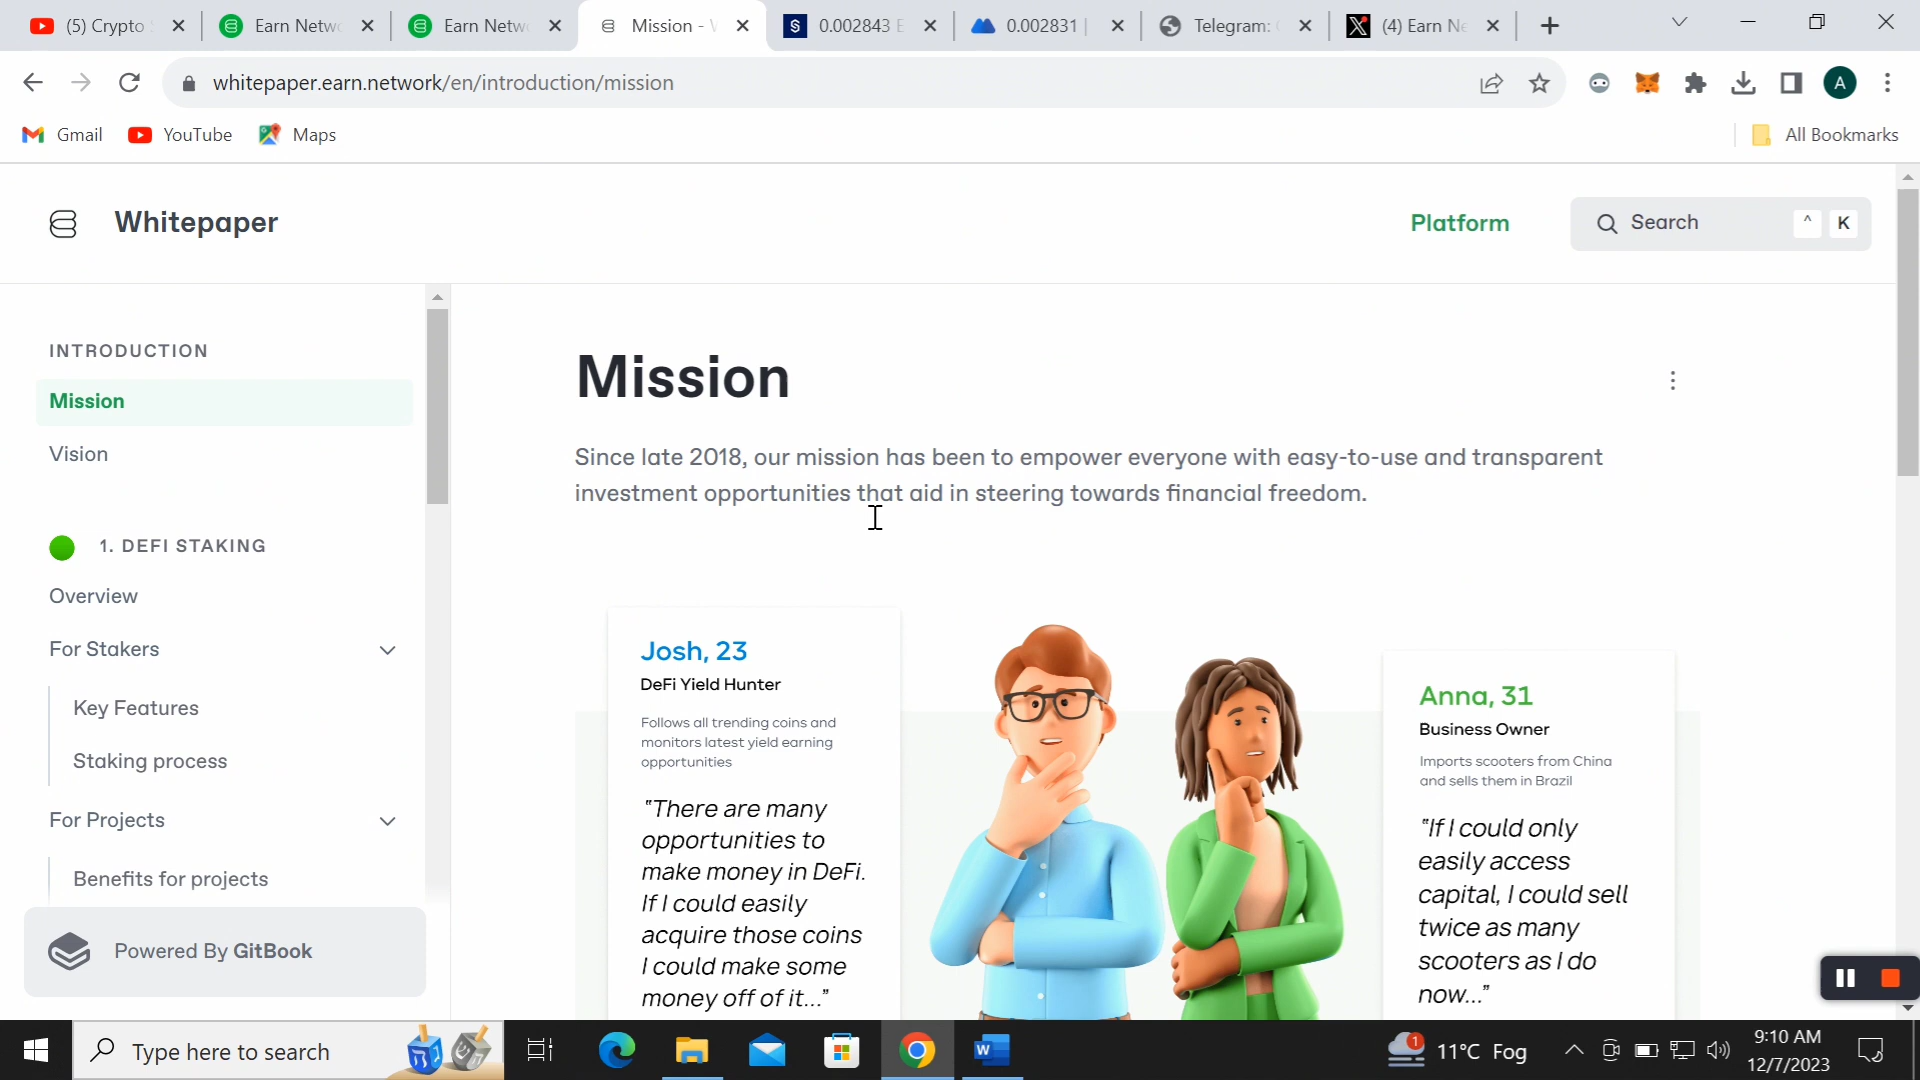 (5) Crypto
Earn Netw
Earn Netw
Mission -
0.002843 E
0.002831 |
Telegram:
(4) Earn Ne
whitepaper.earn.network/en/introduction/mission
A
Gmail
YouTube
Maps
All Bookmarks
Whitepaper
Platform
Search
^ K
INTRODUCTION
Mission
Vision
1. DEFI STAKING
Overview
For Stakers
Key Features
Staking process
For Projects
Benefits for projects
Powered By GitBook
Mission
Since late 2018, our mission has been to empower everyone with easy-to-use and transparent
investment opportunities that aid in steering towards financial freedom.
Josh, 23
DeFi Yield Hunter
Follows all trending coins and
monitors latest yield earning
opportunities
"There are many
opportunities to
make money in DeFi.
If I could easily
acquire those coins
I could make some
money off of it..."
Anna, 31
Business Owner
Imports scooters from China
and sells them in Brazil
"If I could only
easily access
capital, I could sell
twice as many
scooters as I do
now..."
Type here to search
W
1
11°C Fog
9:10 AM
12/7/2023